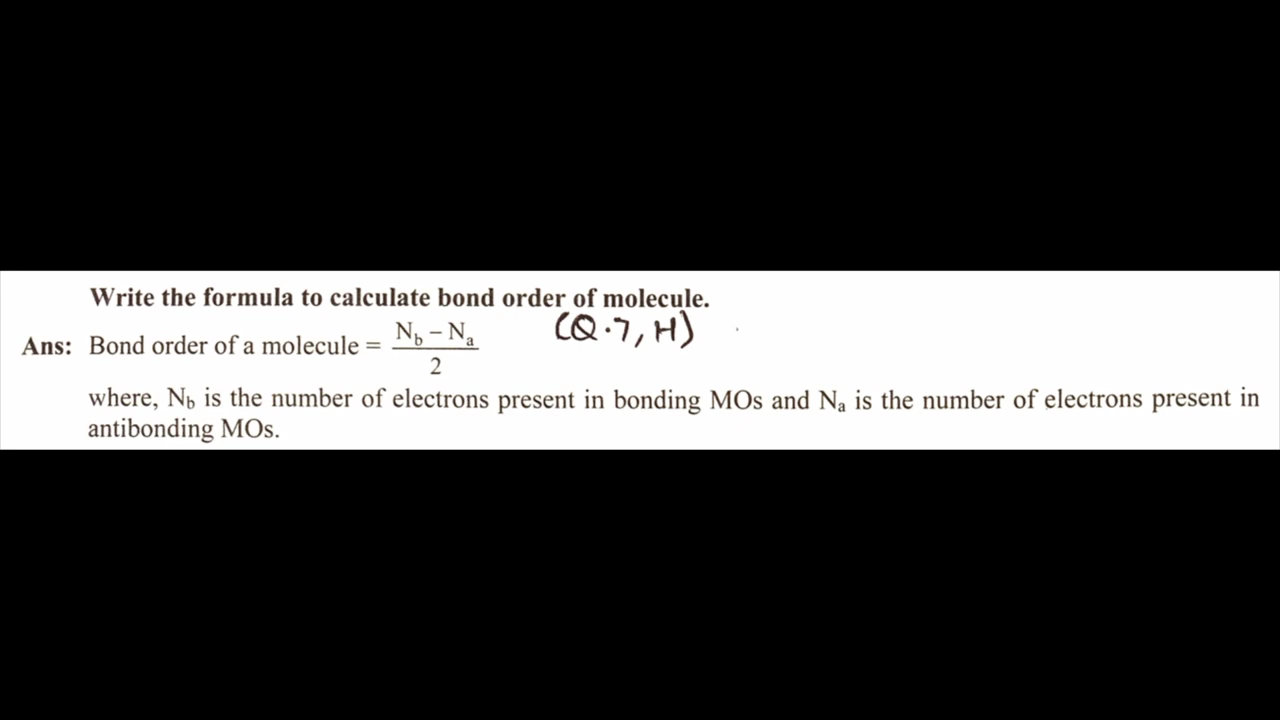 Write the formula to calculate bond order of molecule.
(Q.7, H)
Ans: Bond order of a molecule = (N_b – N_a)/2
where, N_b is the number of electrons present in bonding MOs and N_a is the number of electrons present in
antibonding MOs.